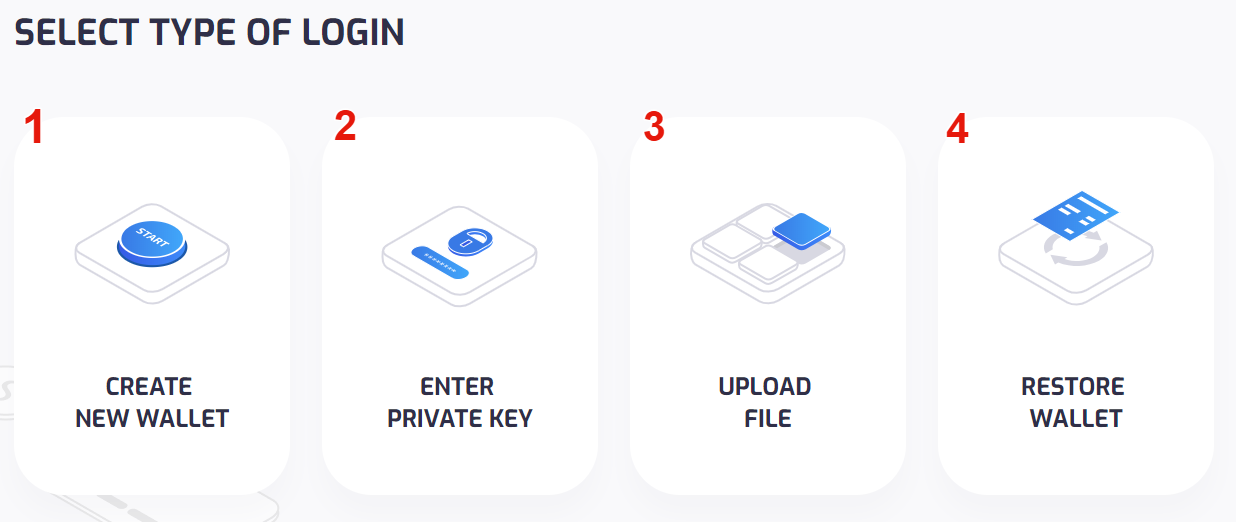 SELECT TYPE OF LOGIN
1
2
3
4
START
CREATE
NEW WALLET
ENTER
PRIVATE KEY
UPLOAD
FILE
RESTORE
WALLET